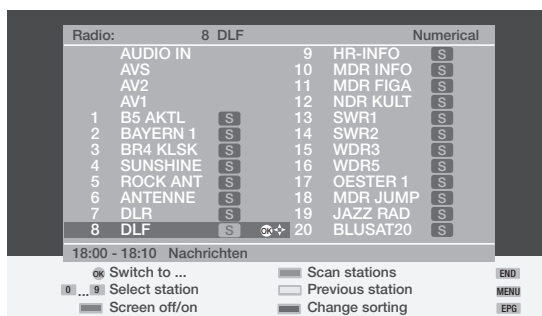 Radio: 8 DLF Numerical
AUDIO IN
AVS
AV2
AV1
1 B5 AKTL S
2 BAYERN 1 S
3 BR4 KLSK S
4 SUNSHINE S
5 ROCK ANT S
6 ANTENNE S
7 DLR S
8 DLF S OK
9 HR-INFO S
10 MDR INFO S
11 MDR FIGA S
12 NDR KULT S
13 SWR1 S
14 SWR2 S
15 WDR3 S
16 WDR5 S
17 OESTER 1 S
18 MDR JUMP S
19 JAZZ RAD S
20 BLUSAT20 S
18:00 - 18:10 Nachrichten
OK Switch to ...
0 ... 9 Select station
Screen off/on
Scan stations
Previous station
Change sorting
END
MENU
EPG